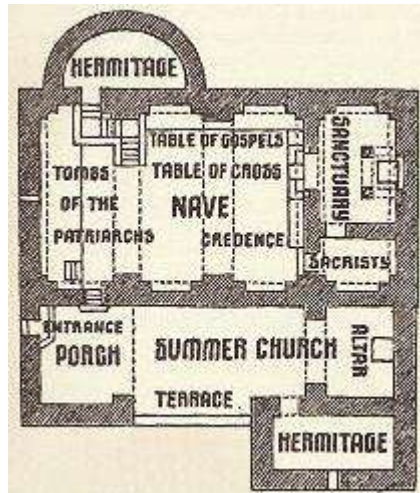 HERMITAGE
TABLE OF GOSPELS
TOMBS
OF THE
PATRIARCHS
TABLE OF CROSS
NAVE
CREDENCE
SANCTUARY
SACRISTY
ENTRANCE
PORCH
SUMMER CHURCH
ALTAR
TERRACE
HERMITAGE